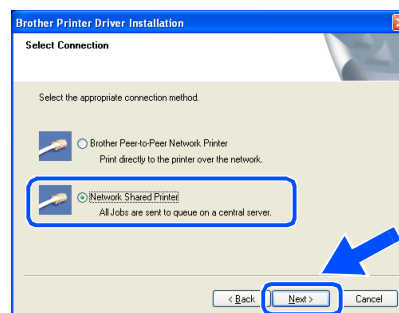 Brother Printer Driver Installation
Select Connection
Select the appropriate connection method.
Brother Peer-to-Peer Network Printer
Print directly to the printer over the network.
Network Shared Printer
All Jobs are sent to queue on a central server.
< Back
Next >
Cancel